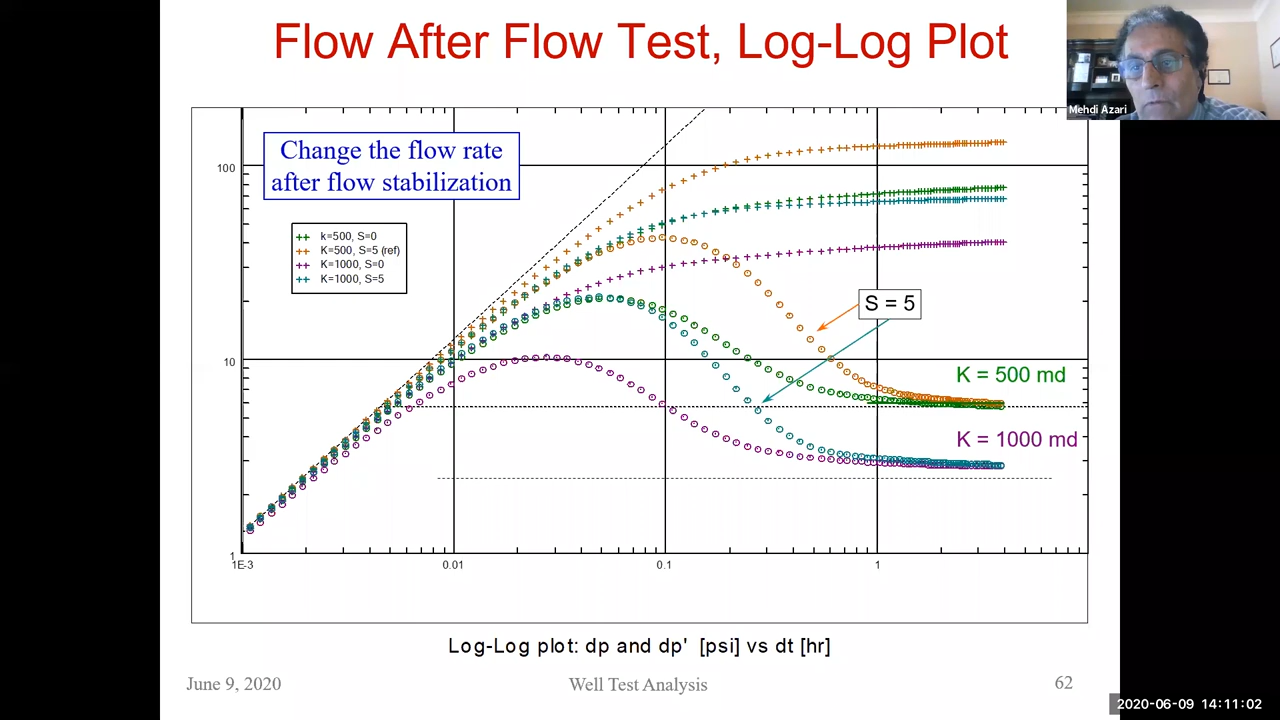 Flow After Flow Test, Log-Log Plot
Mehdi Azari
Change the flow rate
after flow stabilization
k=500, S=0
K=500, S=5 (ref)
K=1000, S=0
K=1000, S=5
100
10
1
S = 5
K = 500 md
K = 1000 md
1E-3
0.01
0.1
1
Log-Log plot: dp and dp' [psi] vs dt [hr]
June 9, 2020
Well Test Analysis
62
2020-06-09 14:11:02